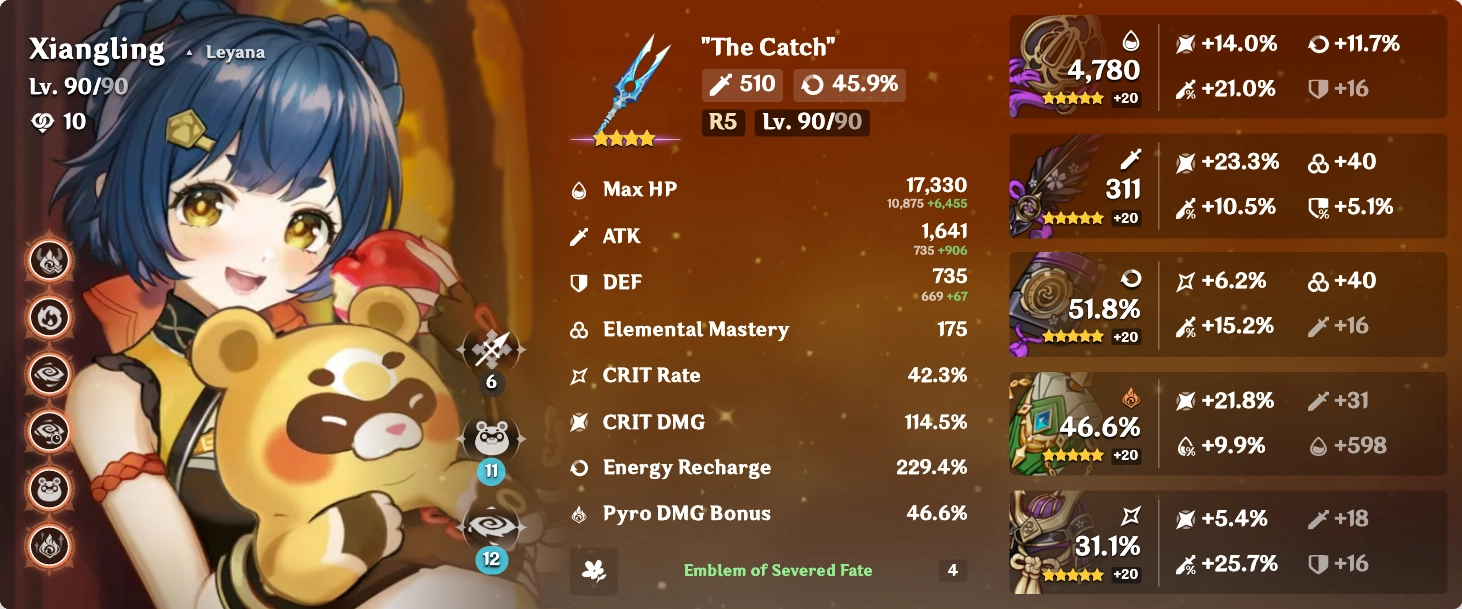 Xiangling Leyana
Lv. 90/90
10
6
11
12
"The Catch"
510 45.9%
R5 Lv. 90/90
Max HP 17,330
10,875 +6,455
ATK 1,641
735 +906
DEF 735
669 +67
Elemental Mastery 175
CRIT Rate 42.3%
CRIT DMG 114.5%
Energy Recharge 229.4%
Pyro DMG Bonus 46.6%
Emblem of Severed Fate 4
4,780
+20
+14.0% +11.7%
+21.0% +16
311
+20
+23.3% +40
+10.5% +5.1%
51.8%
+20
+6.2% +40
+15.2% +16
46.6%
+20
+21.8% +31
+9.9% +598
31.1%
+20
+5.4% +18
+25.7% +16